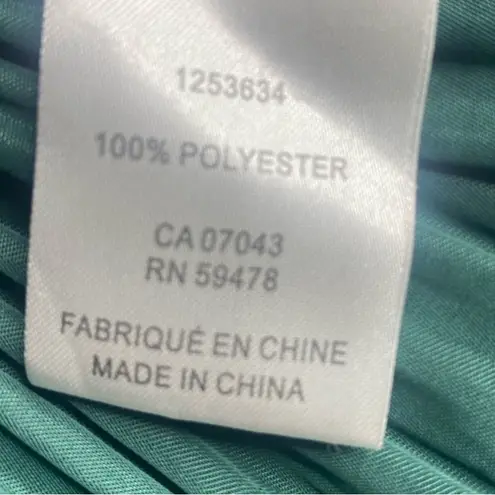 1253634
100% POLYESTER
CA 07043
RN 59478
FABRIQUÉ EN CHINE
MADE IN CHINA